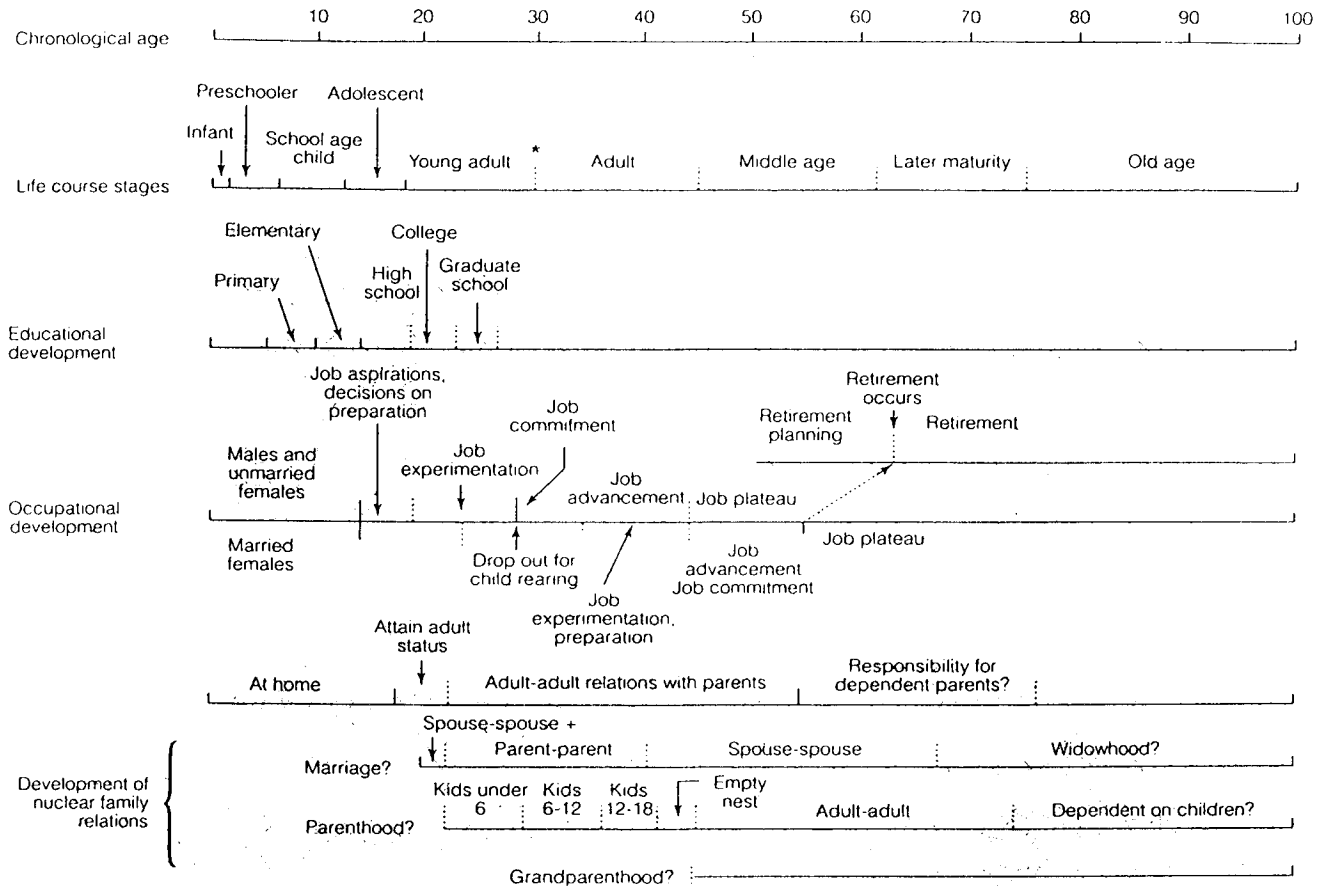 10 20 30 40 50 60 70 80 90 100
Chronological age
Preschooler Adolescent
Infant
School age
child
Young adult
*
Adult
Middle age
Later maturity
Old age
Life course stages
Elementary
College
Primary
High
school
Graduate
school
Educational
development
Job aspirations,
decisions on
preparation
Job
commitment
Retirement
occurs
Retirement
planning
Retirement
Males and
unmarried
females
Job
experimentation
Job
advancement
Job plateau
Occupational
development
Married
females
Drop out for
child rearing
Job
advancement
Job commitment
Job plateau
Job
experimentation,
preparation
Attain adult
status
At home
Adult-adult relations with parents
Responsibility for
dependent parents?
Spouse-spouse +
Marriage?
Parent-parent
Spouse-spouse
Widowhood?
Development of
nuclear family
relations
Kids under
6
Kids
6-12
Kids
12-18
Empty
nest
Adult-adult
Dependent on children?
Parenthood?
Grandparenthood?